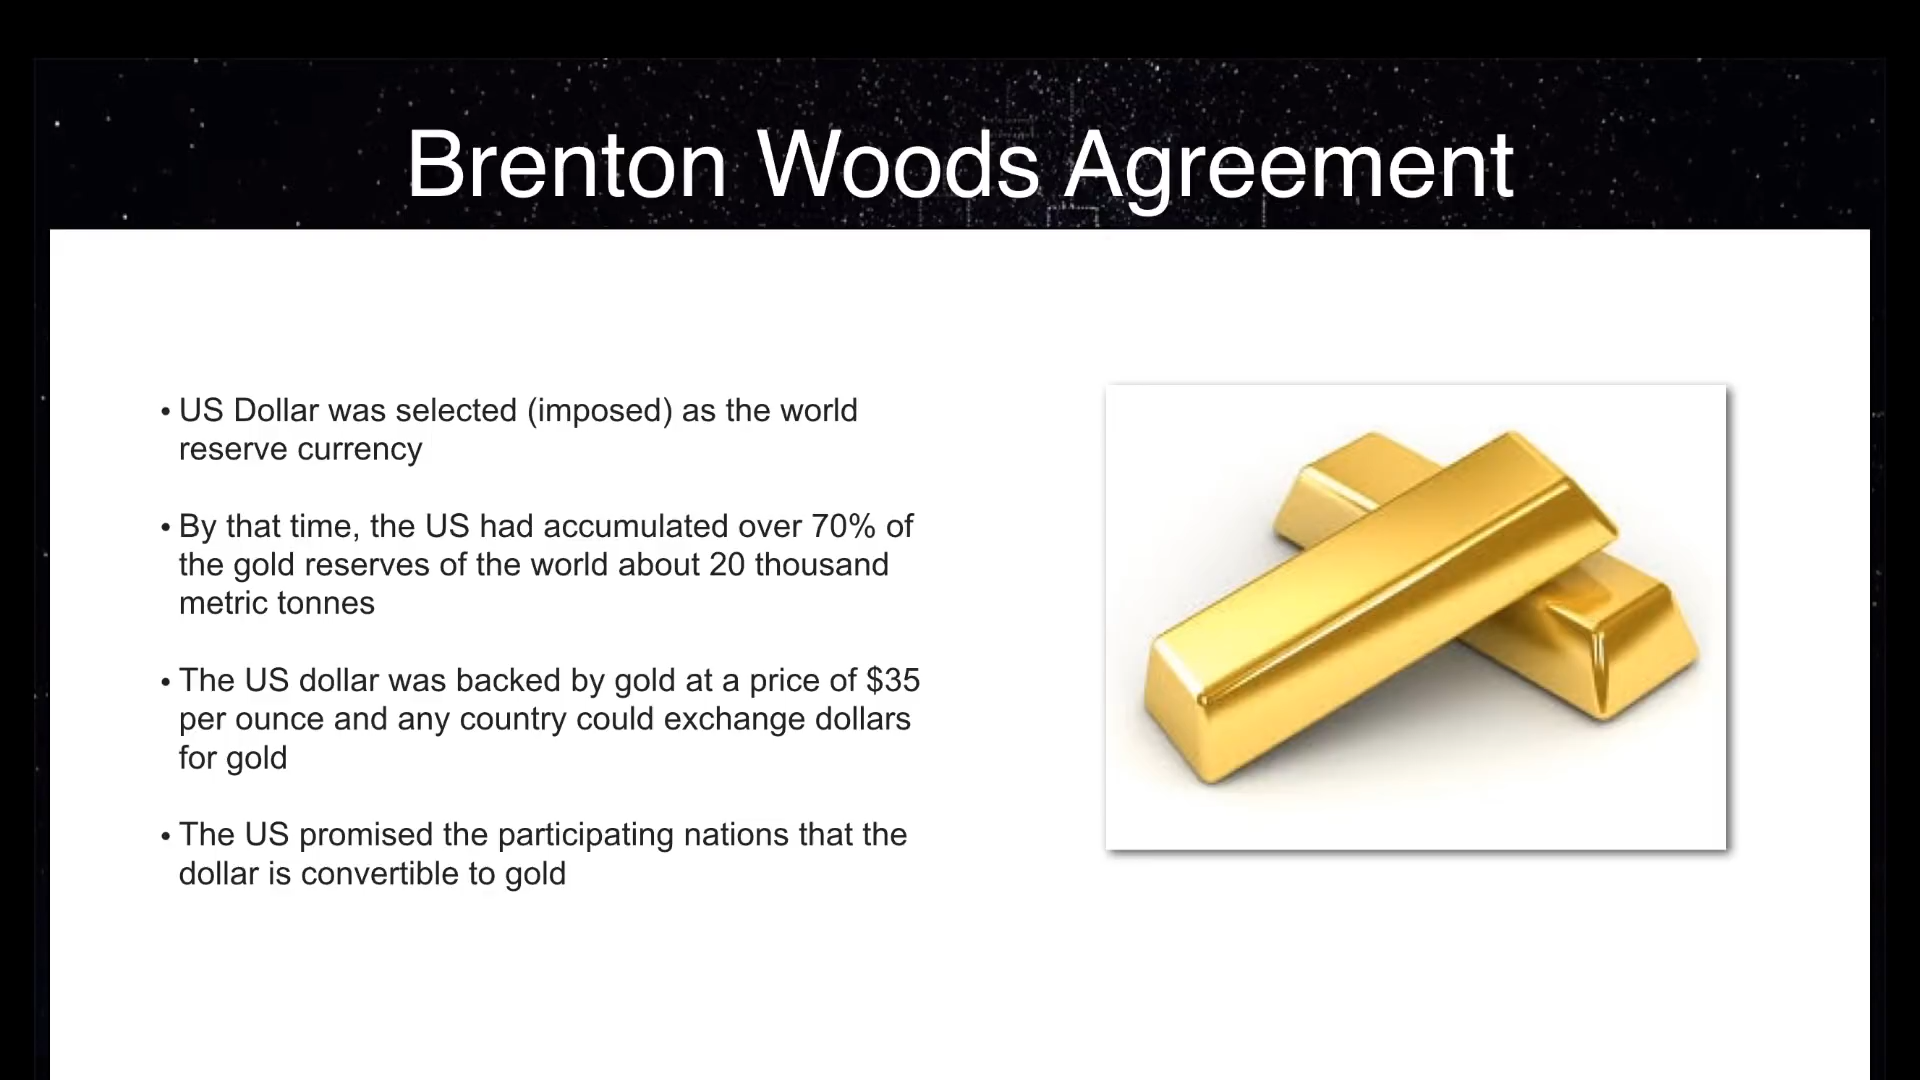 Brenton Woods Agreement
• US Dollar was selected (imposed) as the world
reserve currency
• By that time, the US had accumulated over 70% of
the gold reserves of the world about 20 thousand
metric tonnes
• The US dollar was backed by gold at a price of $35
per ounce and any country could exchange dollars
for gold
• The US promised the participating nations that the
dollar is convertible to gold